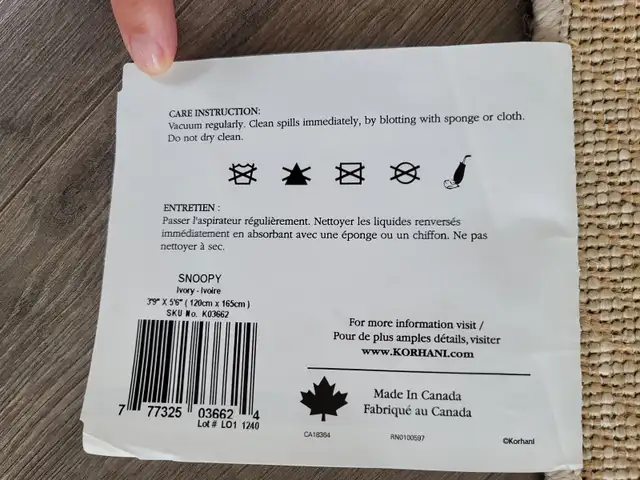 CARE INSTRUCTION:
Vacuum regularly. Clean spills immediately, by blotting with sponge or cloth.
Do not dry clean.
ENTRETIEN :
Passer l'aspirateur régulièrement. Nettoyer les liquides renversés
immédiatement en absorbant avec une éponge ou un chiffon. Ne pas
nettoyer à sec.
SNOOPY
Ivory - Ivoire
3'9" X 5'6" ( 120cm x 165cm )
SKU No. K03662
7 77325 03662 4
Lot # LO1 1240
For more information visit /
Pour de plus amples détails, visiter
www.KORHANI.com
Made In Canada
Fabriqué au Canada
CA18364 RN0100597 ©Korhani